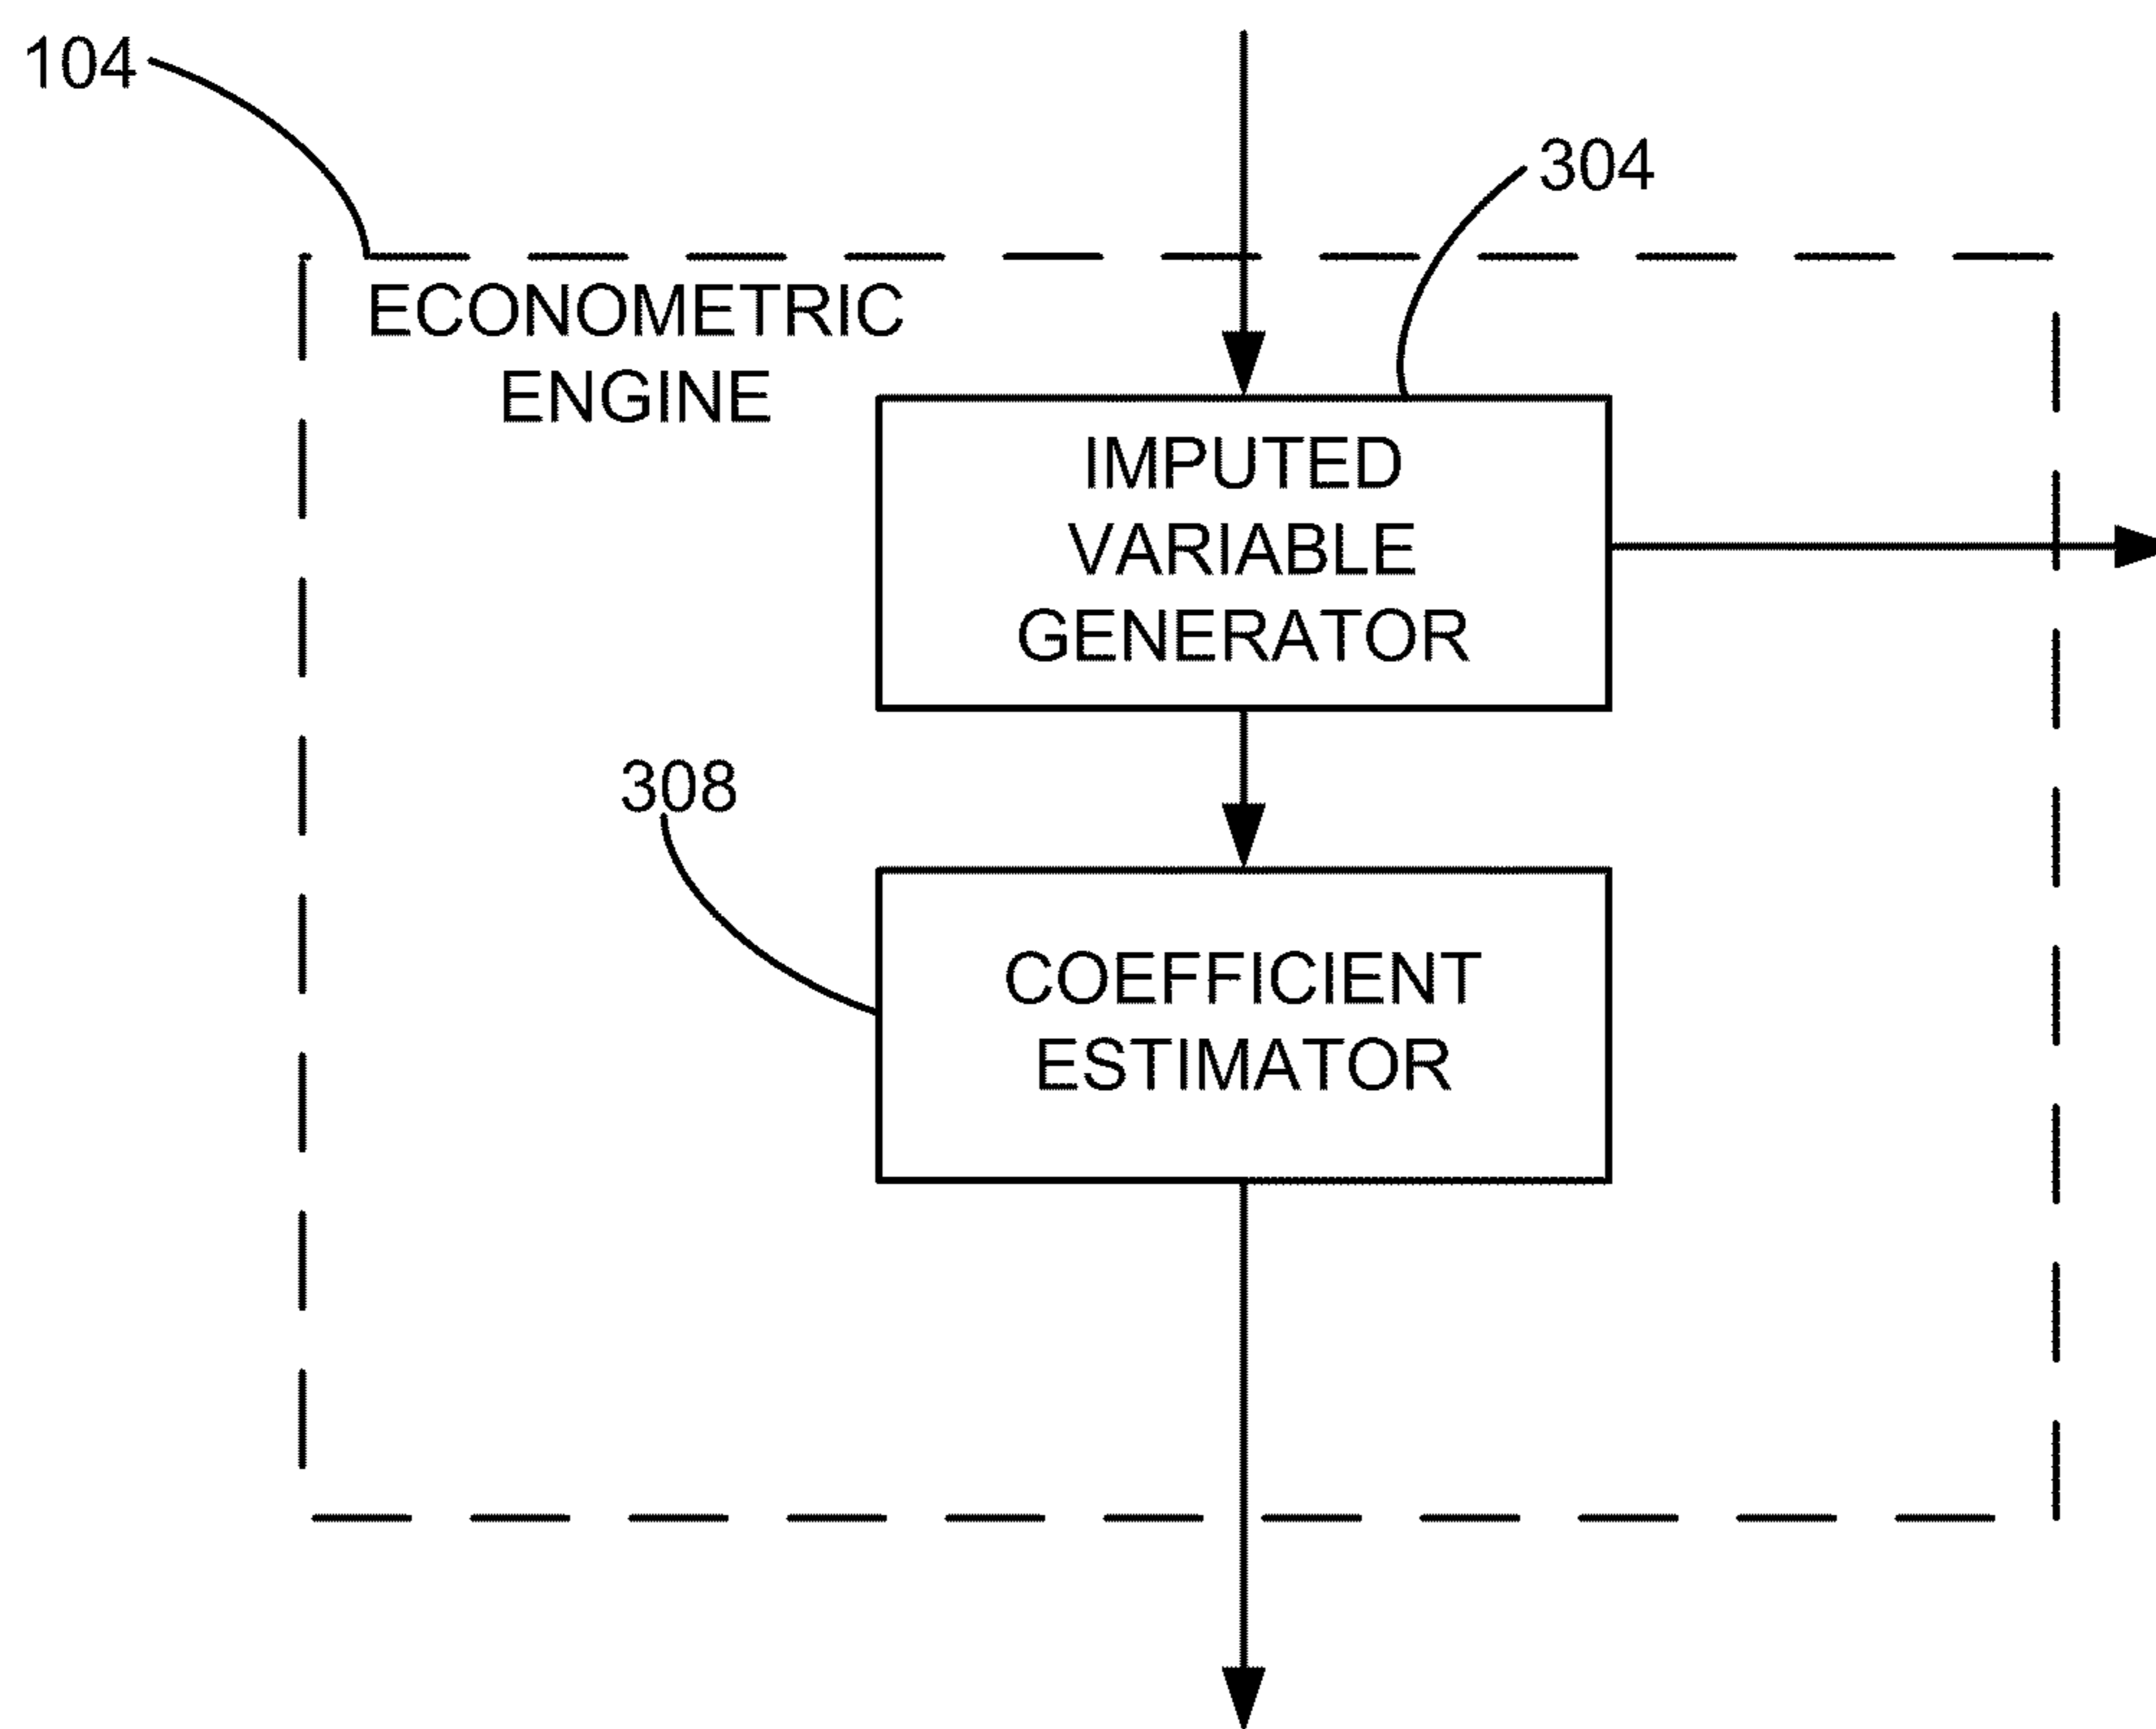 104
304
ECONOMETRIC
ENGINE
IMPUTED
VARIABLE
GENERATOR
308
COEFFICIENT
ESTIMATOR